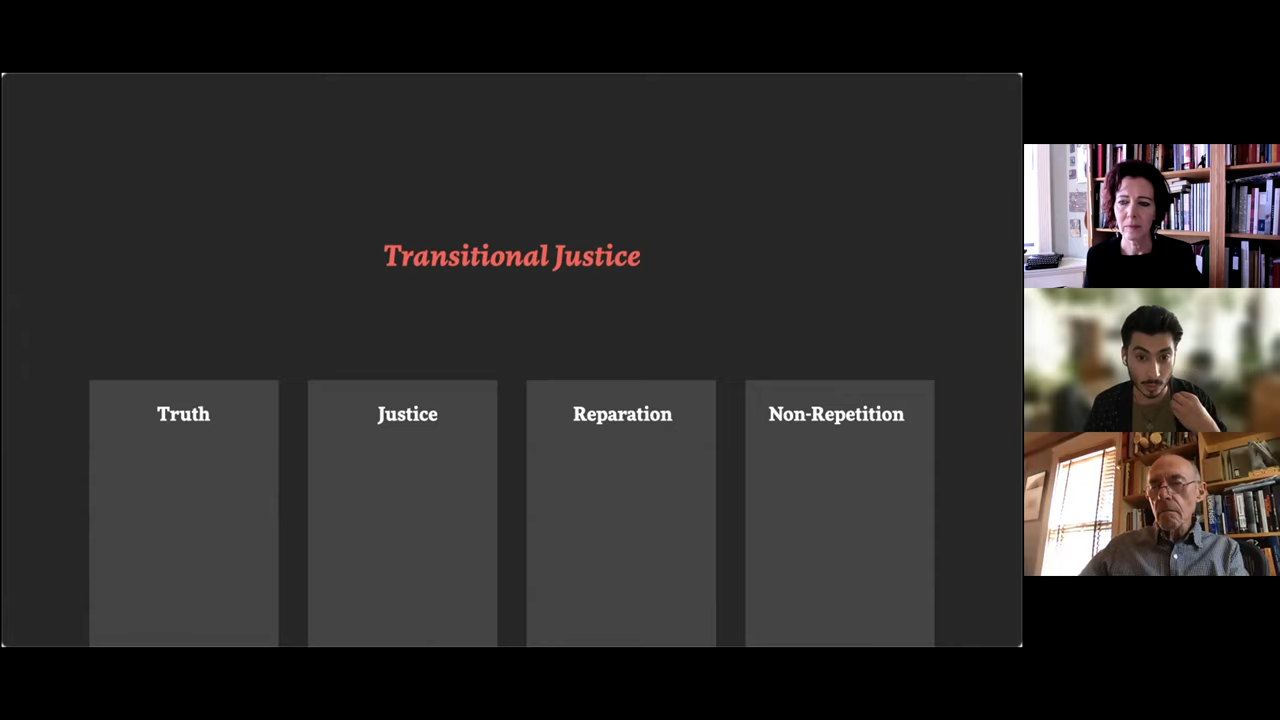 Transitional Justice
Truth
Justice
Reparation
Non-Repetition